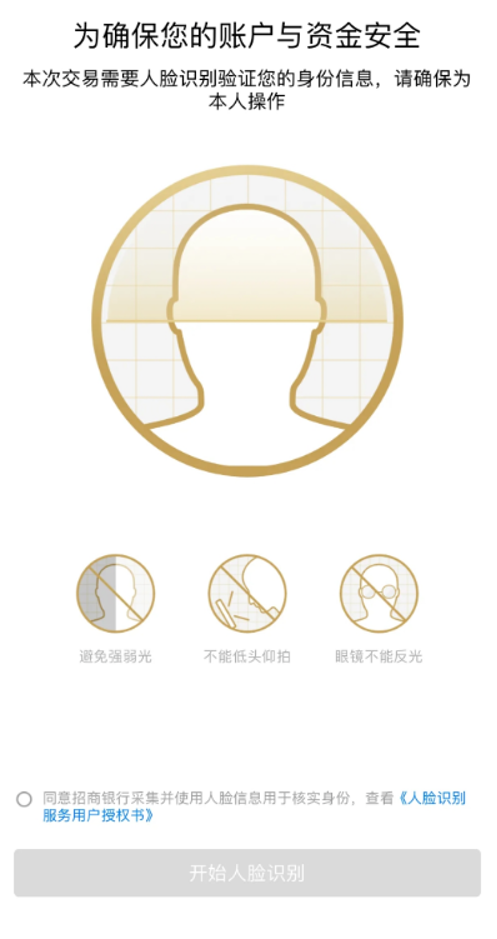 为确保您的账户与资金安全
本次交易需要人脸识别验证您的身份信息，请确保为
本人操作
避免强弱光
不能低头仰拍
眼镜不能反光
同意招商银行采集并使用人脸信息用于核实身份，查看《人脸识别
服务用户授权书》
开始人脸识别